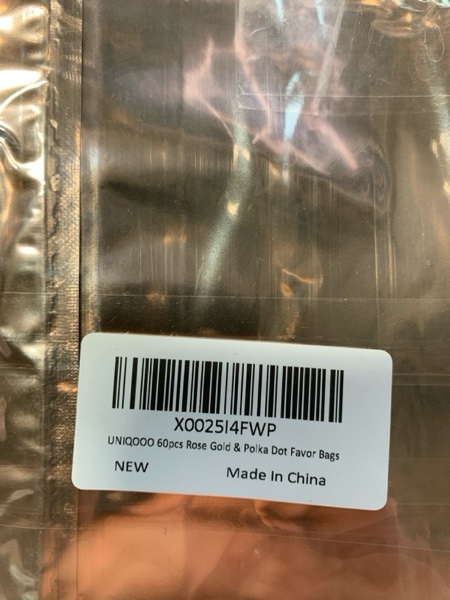 X0025I4FWP
UNIQOOO 60pcs Rose Gold & Polka Dot Favor Bags
NEW Made In China